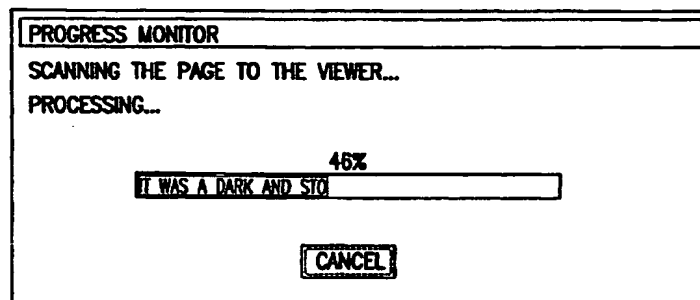 PROGRESS MONITOR
SCANNING THE PAGE TO THE VIEWER...
PROCESSING...
46%
IT WAS A DARK AND STO
CANCEL